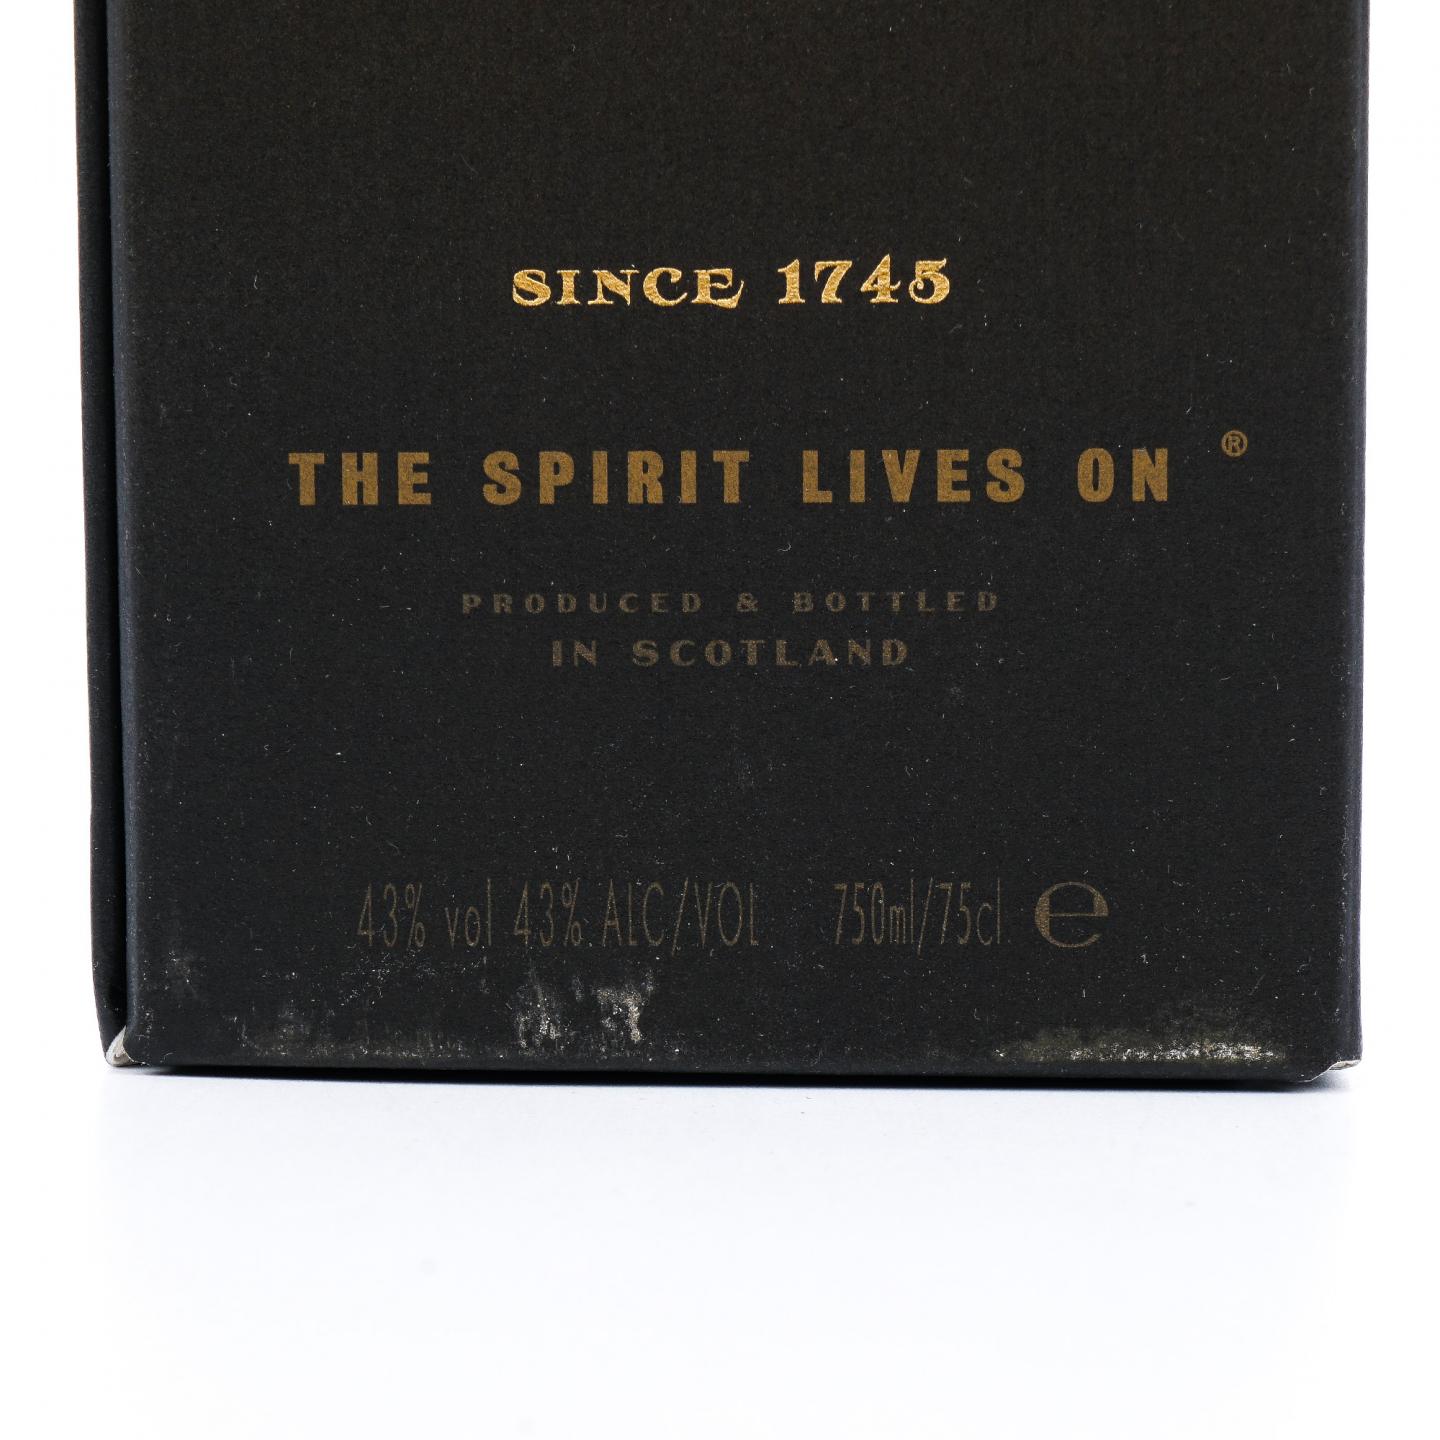 SINCE 1745
THE SPIRIT LIVES ON ®
PRODUCED & BOTTLED
IN SCOTLAND
43% vol 43% ALC/VOL 750ml/75cl ℮